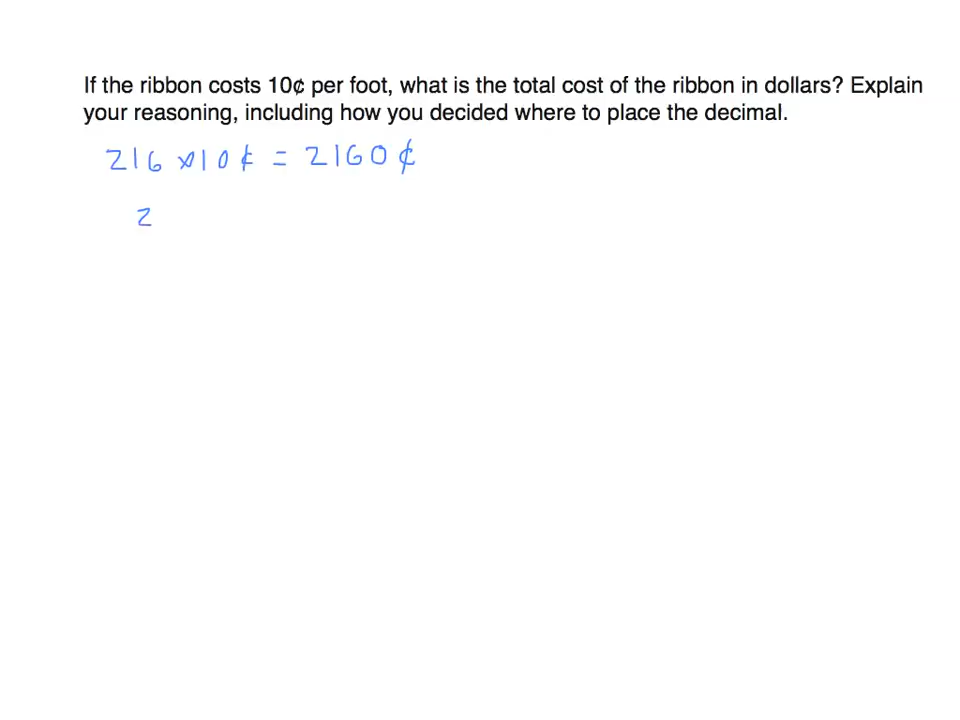 If the ribbon costs 10¢ per foot, what is the total cost of the ribbon in dollars? Explain
your reasoning, including how you decided where to place the decimal.
216 x 10 ¢ = 2160 ¢
2